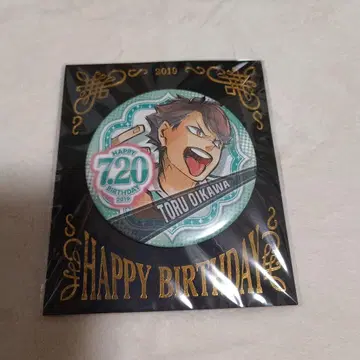 2019
HAPPY
7.20
BIRTHDAY
2019
TORU OIKAWA
HAPPY BIRTHDAY